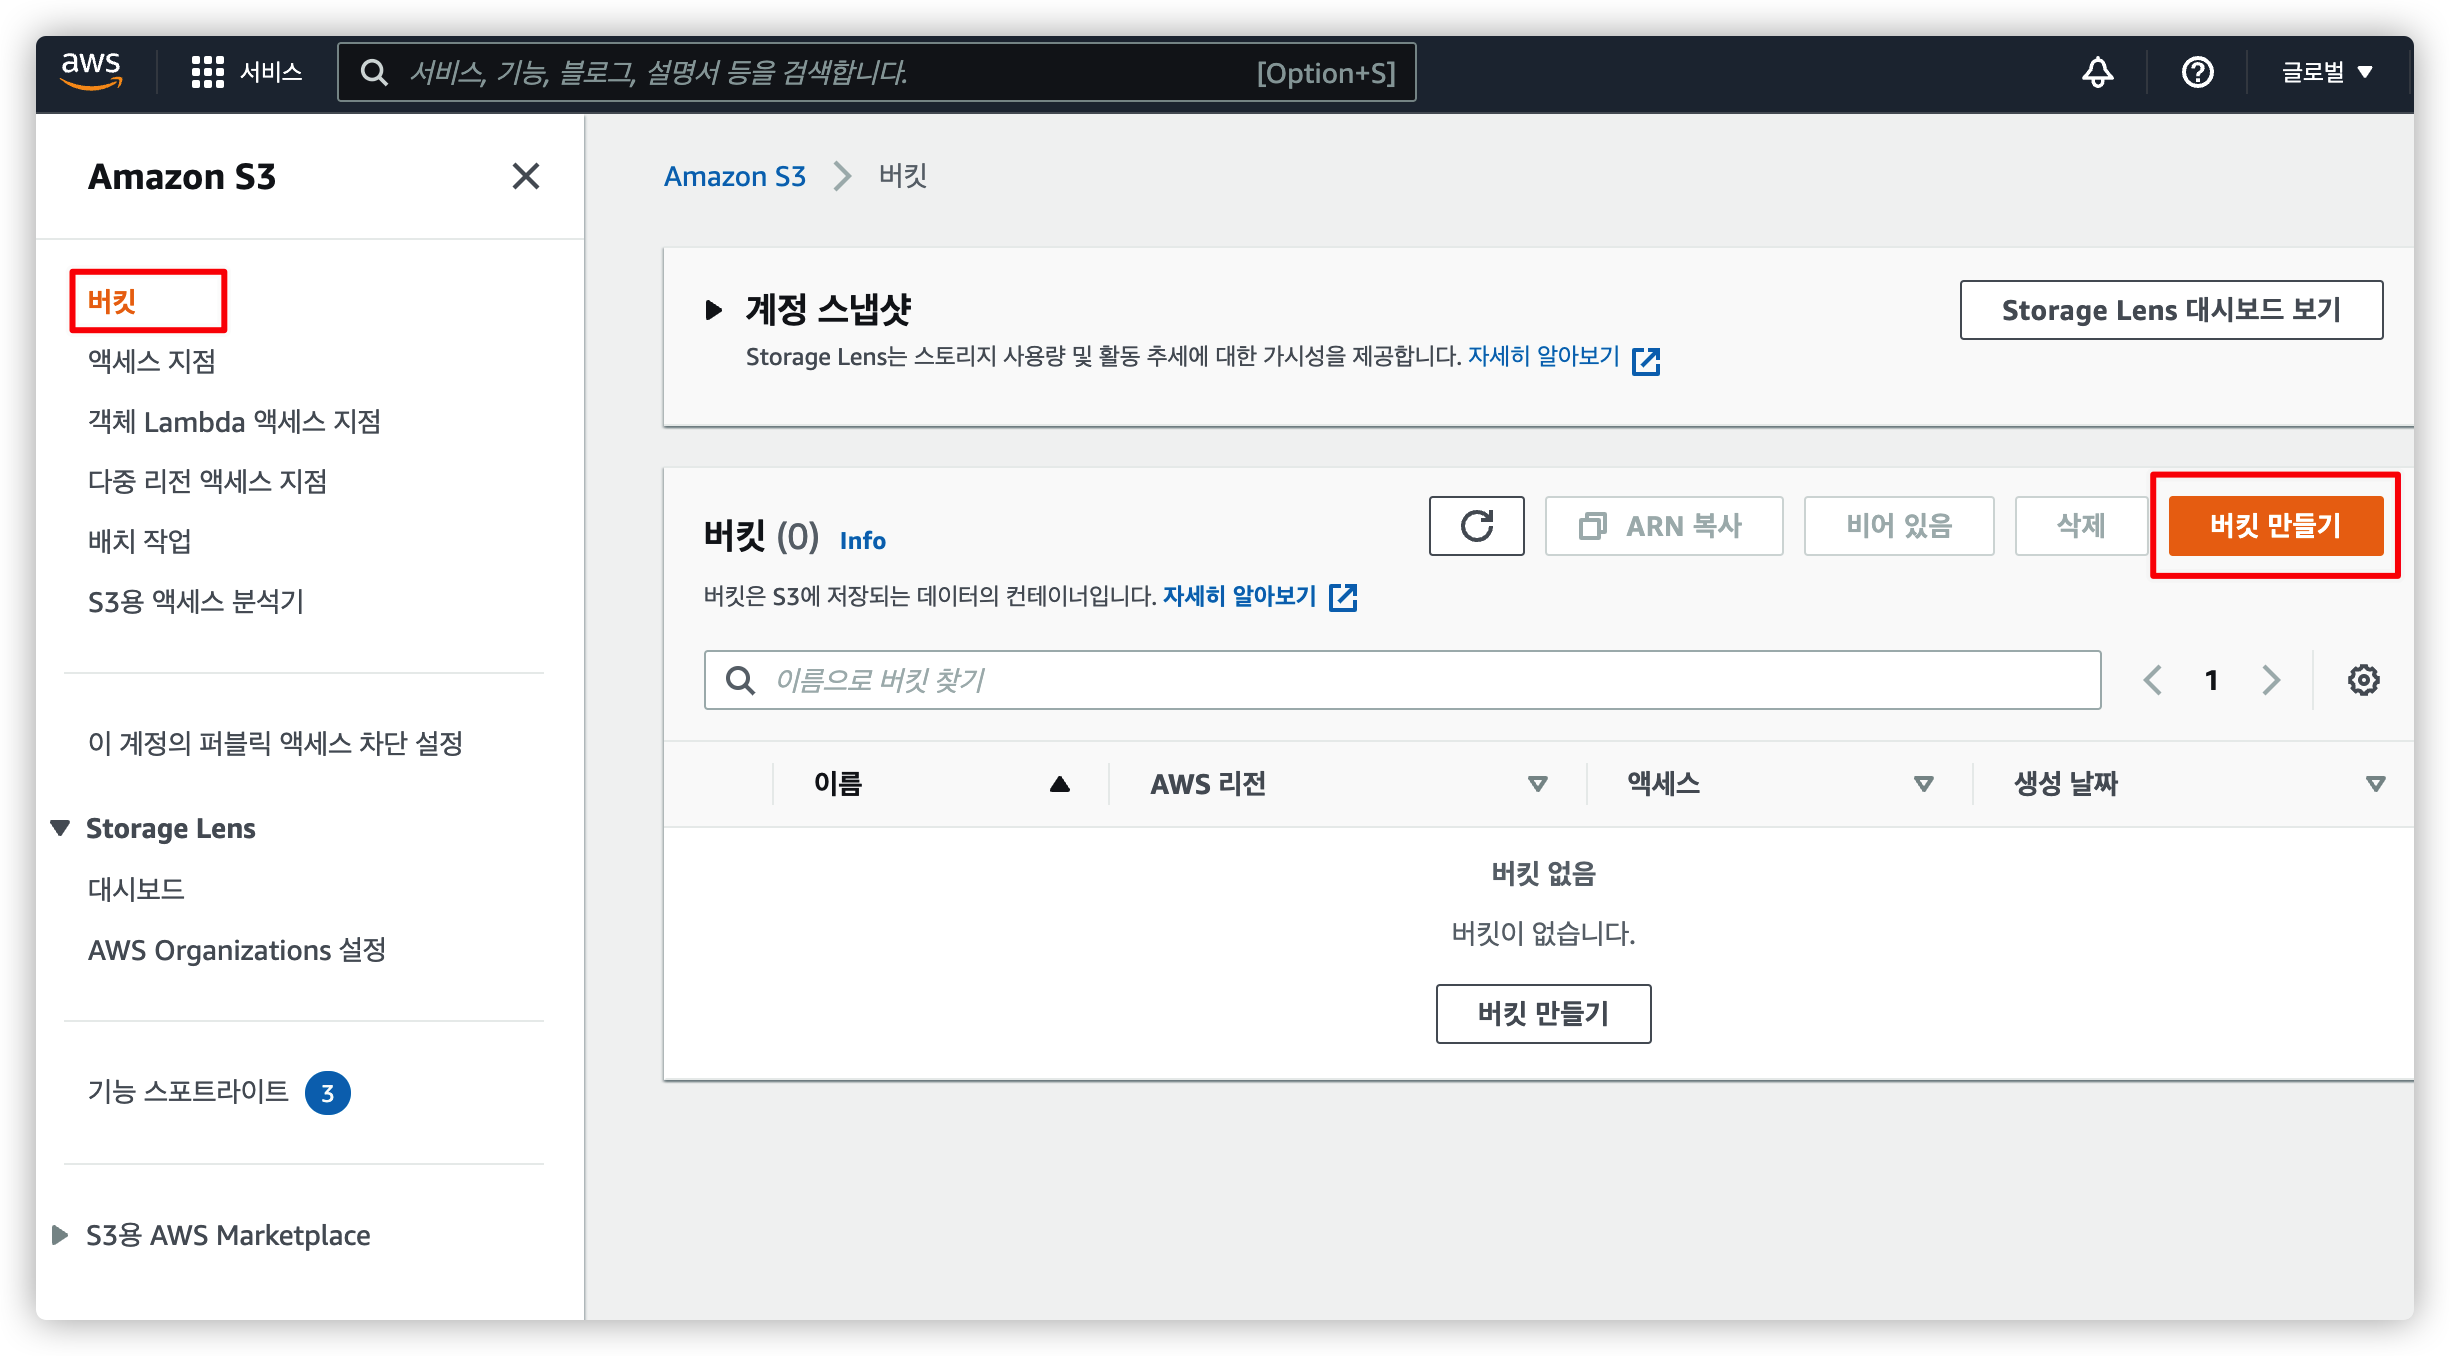 aws 서비스 서비스, 기능, 블로그, 설명서 등을 검색합니다. [Option+S] 글로벌
Amazon S3
버킷
액세스 지점
객체 Lambda 액세스 지점
다중 리전 액세스 지점
배치 작업
S3용 액세스 분석기
이 계정의 퍼블릭 액세스 차단 설정
Storage Lens
대시보드
AWS Organizations 설정
기능 스포트라이트 3
S3용 AWS Marketplace
Amazon S3 버킷
계정 스냅샷
Storage Lens 대시보드 보기
Storage Lens는 스토리지 사용량 및 활동 추세에 대한 가시성을 제공합니다. 자세히 알아보기
버킷 (0) Info
ARN 복사 비어 있음 삭제 버킷 만들기
버킷은 S3에 저장되는 데이터의 컨테이너입니다. 자세히 알아보기
이름으로 버킷 찾기 1
이름 AWS 리전 액세스 생성 날짜
버킷 없음
버킷이 없습니다.
버킷 만들기